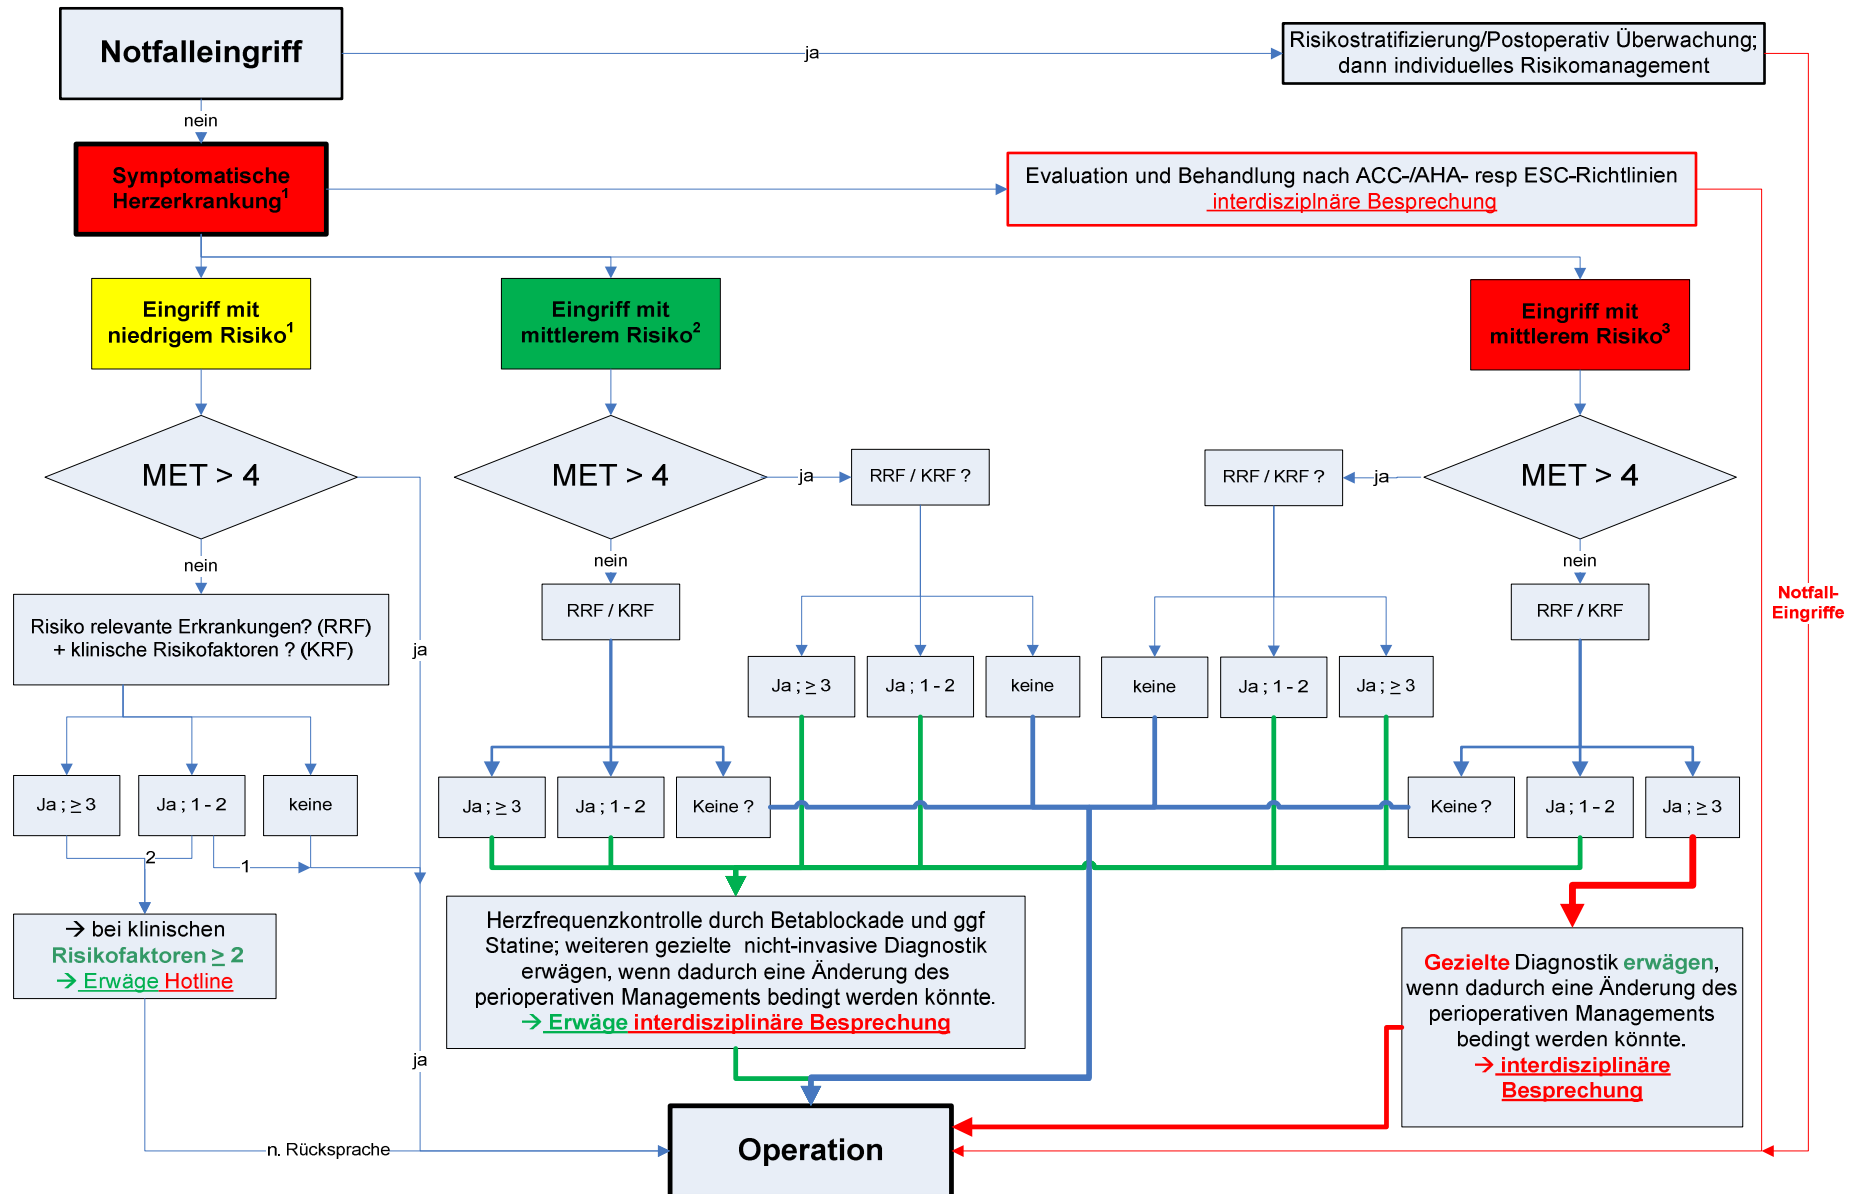 Notfalleingriff
ja
Risikostratifizierung/Postoperativ Überwachung;
dann individuelles Risikomanagement
nein
Symptomatische
Herzerkrankung1
Evaluation und Behandlung nach ACC-/AHA- resp ESC-Richtlinien
interdisziplnäre Besprechung
Eingriff mit
niedrigem Risiko1
Eingriff mit
mittlerem Risiko2
Eingriff mit
mittlerem Risiko3
MET > 4
MET > 4
ja
RRF / KRF ?
RRF / KRF ?
ja
MET > 4
nein
nein
nein
Risiko relevante Erkrankungen? (RRF)
+ klinische Risikofaktoren ? (KRF)
ja
RRF / KRF
RRF / KRF
Notfall-
Eingriffe
Ja ; ≥ 3
Ja ; 1 - 2
keine
keine
Ja ; 1 - 2
Ja ; ≥ 3
Ja ; ≥ 3
Ja ; 1 - 2
keine
Ja ; ≥ 3
Ja ; 1 - 2
Keine ?
Keine ?
Ja ; 1 - 2
Ja ; ≥ 3
2
1
→ bei klinischen
Risikofaktoren ≥ 2
→ Erwäge Hotline
Herzfrequenzkontrolle durch Betablockade und ggf
Statine; weiteren gezielte nicht-invasive Diagnostik
erwägen, wenn dadurch eine Änderung des
perioperativen Managements bedingt werden könnte.
→ Erwäge interdisziplinäre Besprechung
Gezielte Diagnostik erwägen,
wenn dadurch eine Änderung des
perioperativen Managements
bedingt werden könnte.
→ interdisziplinäre
Besprechung
ja
n. Rücksprache
Operation